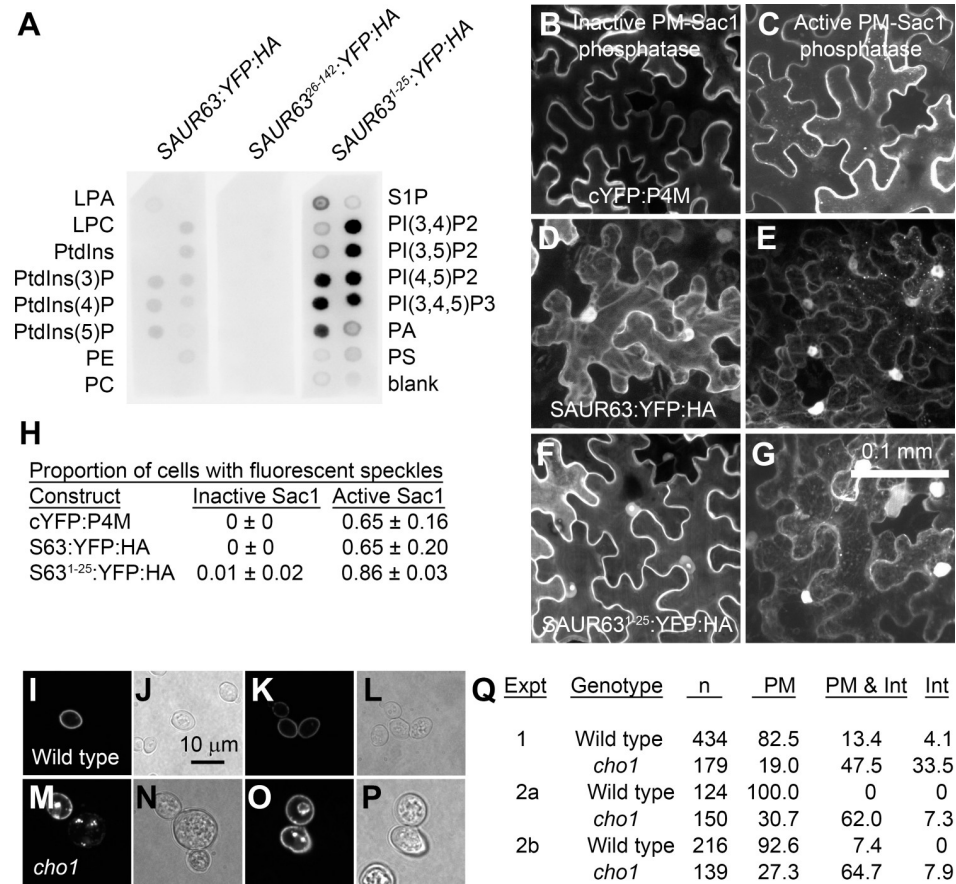 A
SAUR63:YFP:HA
SAUR63²⁶⁻¹⁴²:YFP:HA
SAUR63¹⁻²⁵:YFP:HA
LPA
LPC
PtdIns
PtdIns(3)P
PtdIns(4)P
PtdIns(5)P
PE
PC
S1P
PI(3,4)P2
PI(3,5)P2
PI(4,5)P2
PI(3,4,5)P3
PA
PS
blank
B Inactive PM-Sac1 phosphatase
cYFP:P4M
C Active PM-Sac1 phosphatase
D
SAUR63:YFP:HA
E
F
SAUR63¹⁻²⁵:YFP:HA
G
0.1 mm
H
Proportion of cells with fluorescent speckles
Construct Inactive Sac1 Active Sac1
cYFP:P4M 0 ± 0 0.65 ± 0.16
S63:YFP:HA 0 ± 0 0.65 ± 0.20
S63¹⁻²⁵:YFP:HA 0.01 ± 0.02 0.86 ± 0.03
I
Wild type
J
10 μm
K
L
M
cho1
N
O
P
Q Expt Genotype n PM PM & Int Int
1 Wild type 434 82.5 13.4 4.1
cho1 179 19.0 47.5 33.5
2a Wild type 124 100.0 0 0
cho1 150 30.7 62.0 7.3
2b Wild type 216 92.6 7.4 0
cho1 139 27.3 64.7 7.9